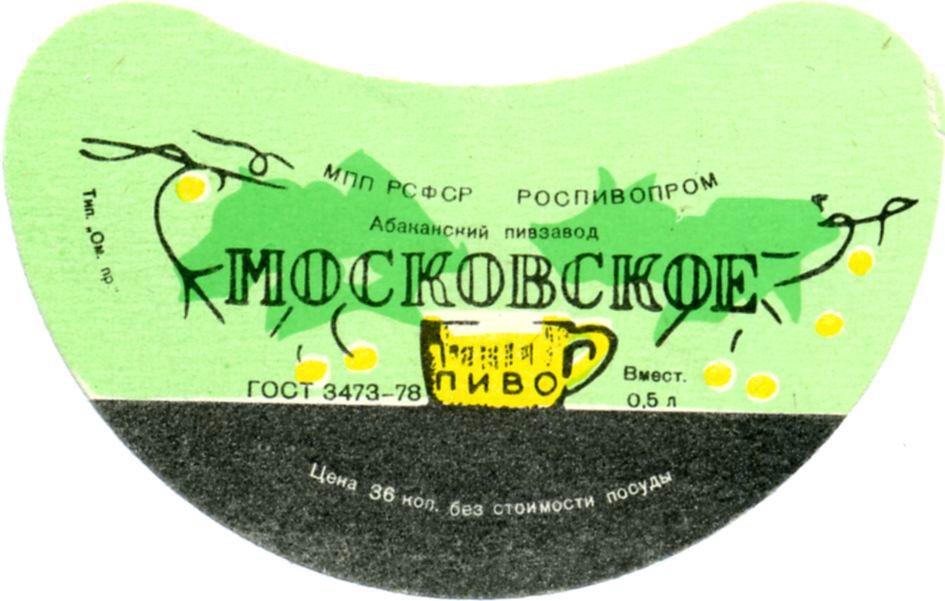 МПП РСФСР РОСПИВОПРОМ
Абаканский пивзавод
МОСКОВСКОЕ
ПИВО
ГОСТ 3473–78
Вмест.
0,5 л
Цена 36 коп. без стоимости посуды
Тип. „Ом. пр."